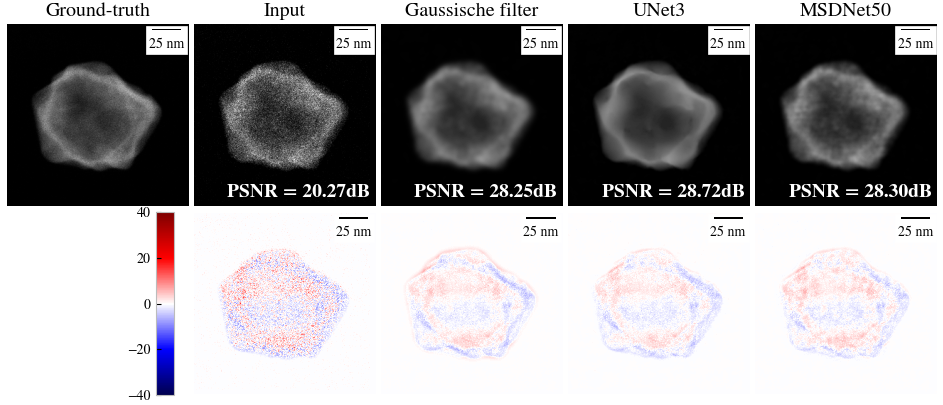 Ground-truth
Input
Gaussische filter
UNet3
MSDNet50
25 nm
25 nm
25 nm
25 nm
25 nm
PSNR = 20.27dB
PSNR = 28.25dB
PSNR = 28.72dB
PSNR = 28.30dB
40
20
0
−20
−40
25 nm
25 nm
25 nm
25 nm